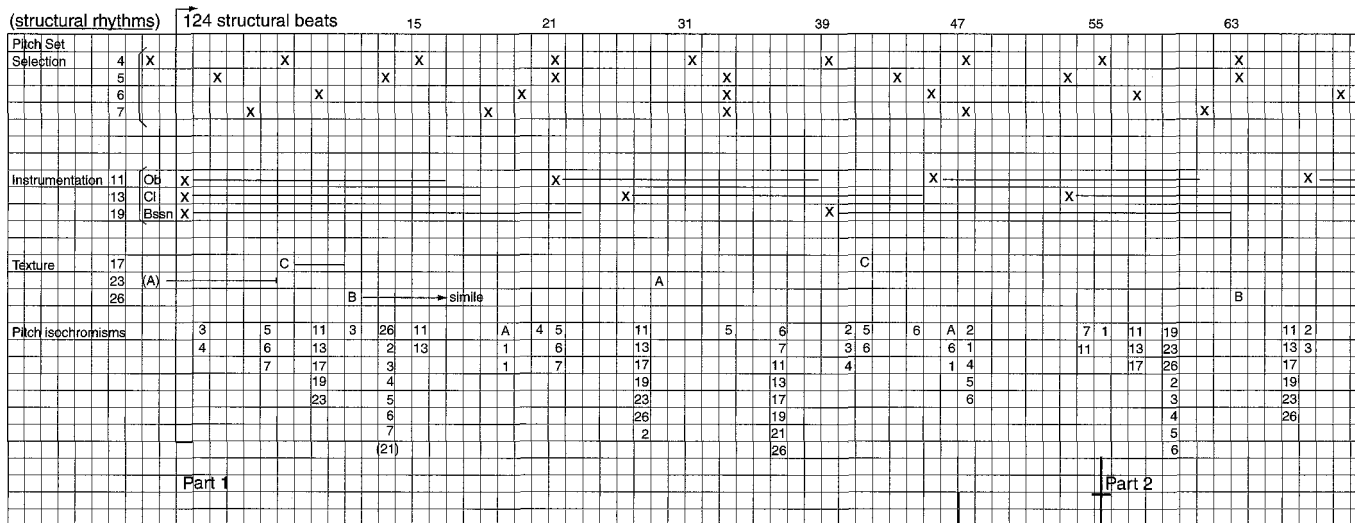 (structural rhythms) 124 structural beats 15 21 31 39 47 55 63
Pitch Set
Selection 4 X X X X X X X X X
5 X X X X X X X
6 X X X X X X
7 X X X X X
Instrumentation 11 Ob X X X X
13 Cl X X X
19 Bssn X X
Texture 17 C C
23 (A) A
26 B simile B
Pitch isochromisms 3 5 11 3 26 11 A 4 5 11 5 6 2 5 6 A 2 7 1 11 19 11 2
4 6 13 2 13 1 6 13 7 3 6 6 1 11 13 23 13 3
7 17 3 1 7 17 11 4 1 4 17 26 17
19 4 19 13 5 2 19
23 5 23 17 6 3 23
6 26 19 4 26
7 2 21 5
(21) 26 6
Part 1 Part 2